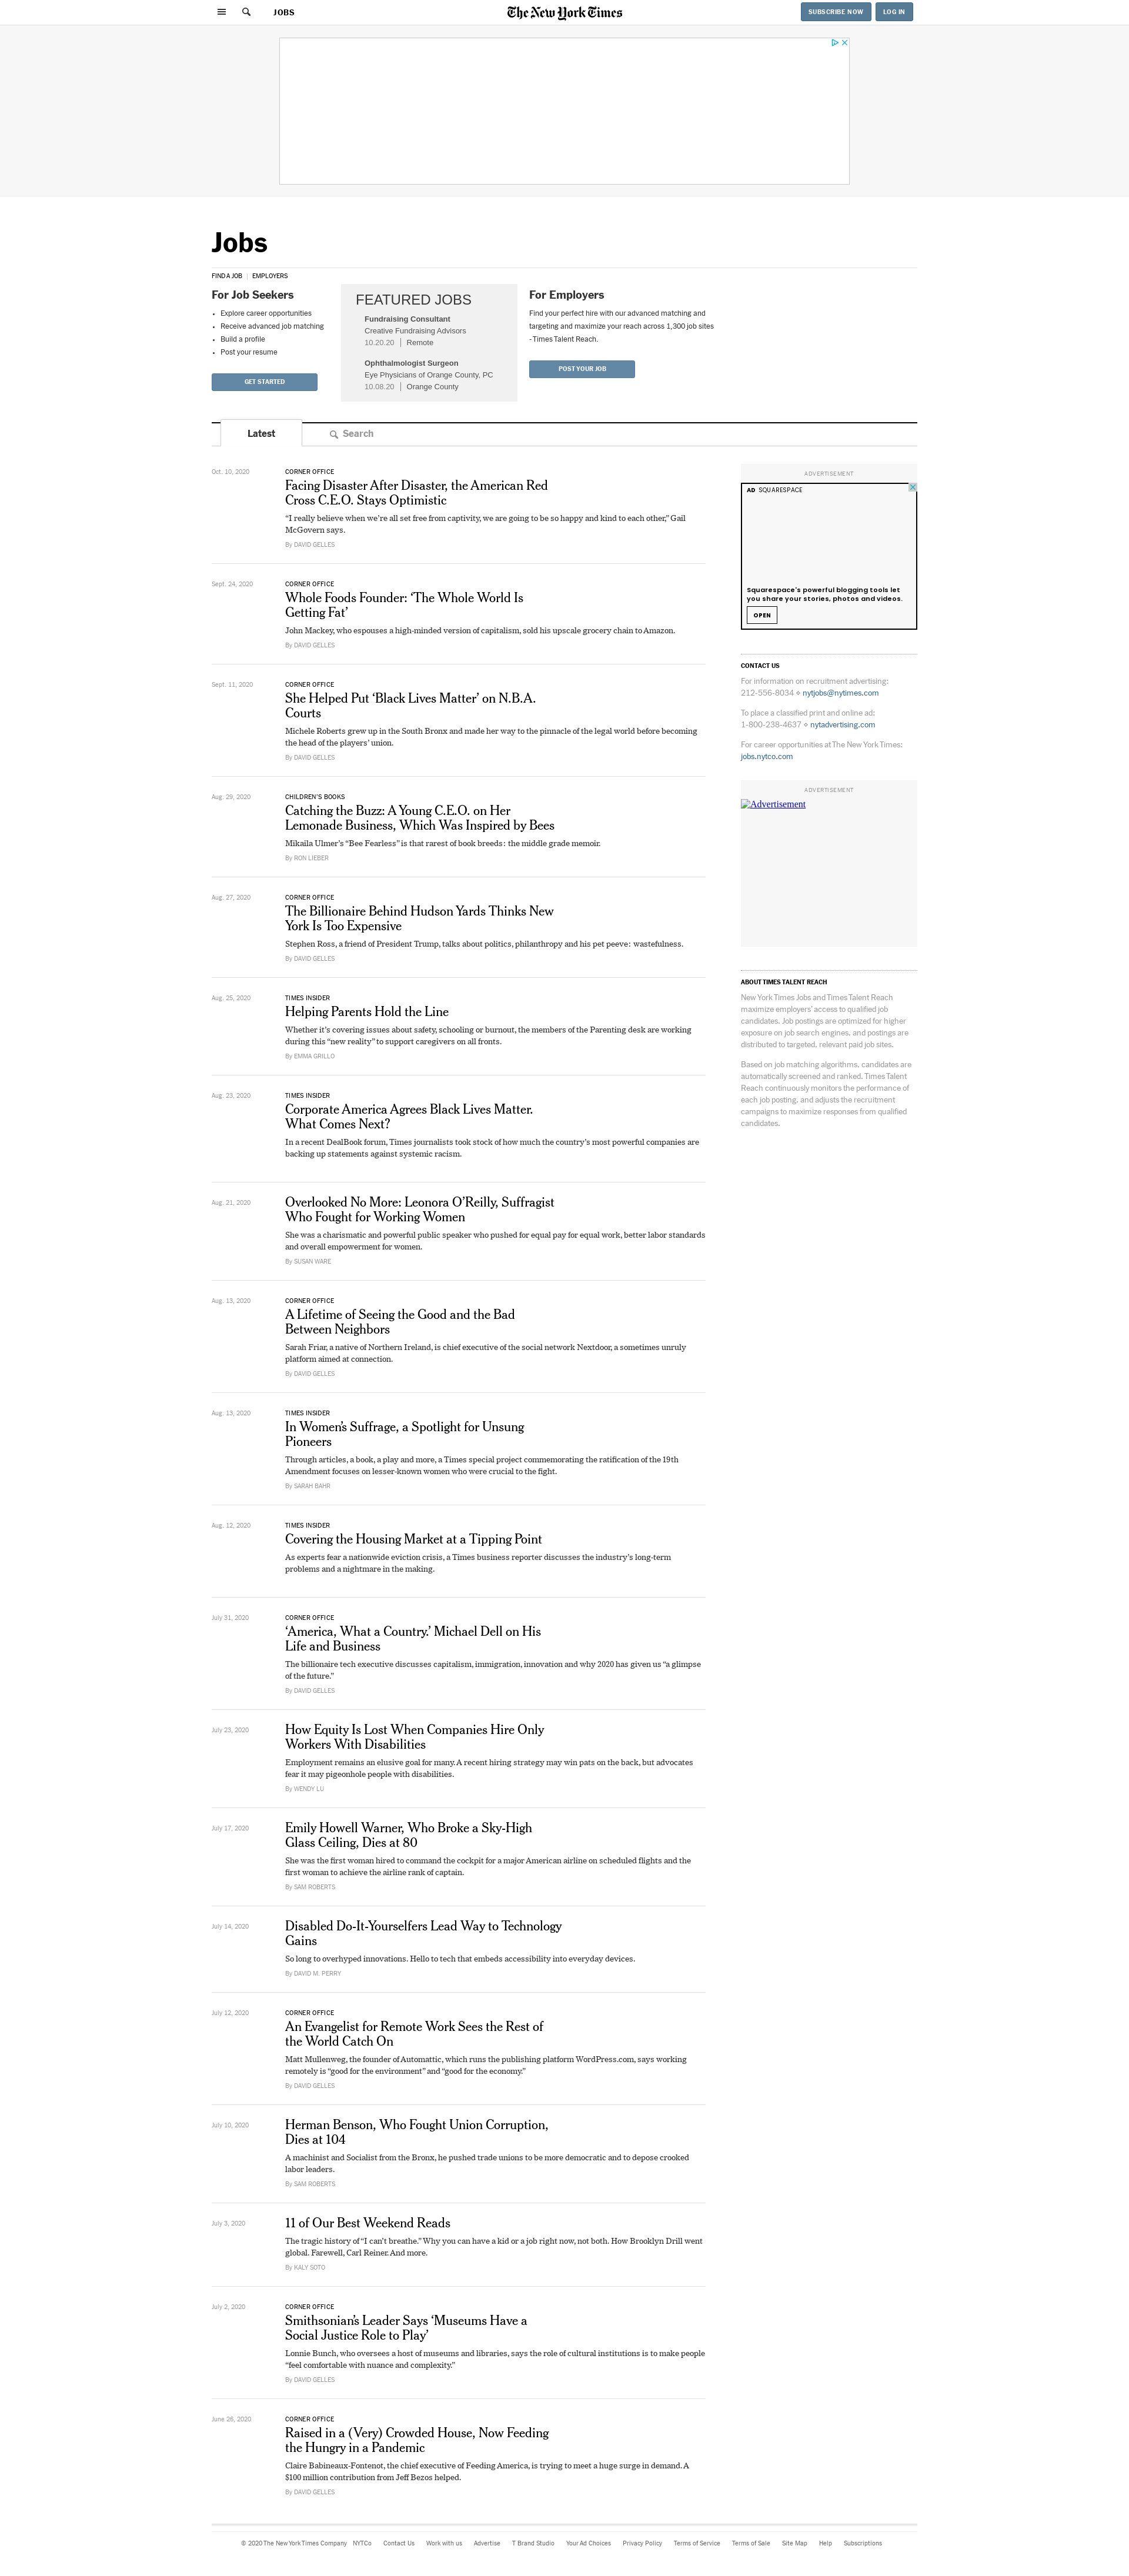 JOBS
The New York Times
SUBSCRIBE NOW
LOG IN
Jobs
FIND A JOB | EMPLOYERS
For Job Seekers
• Explore career opportunities
• Receive advanced job matching
• Build a profile
• Post your resume
GET STARTED
FEATURED JOBS
Fundraising Consultant
Creative Fundraising Advisors
10.20.20 | Remote
Ophthalmologist Surgeon
Eye Physicians of Orange County, PC
10.08.20 | Orange County
For Employers
Find your perfect hire with our advanced matching and
targeting and maximize your reach across 1,300 job sites
- Times Talent Reach.
POST YOUR JOB
Latest
Search
Oct. 10, 2020
CORNER OFFICE
Facing Disaster After Disaster, the American Red
Cross C.E.O. Stays Optimistic
“I really believe when we’re all set free from captivity, we are going to be so happy and kind to each other,” Gail
McGovern says.
By DAVID GELLES
Sept. 24, 2020
CORNER OFFICE
Whole Foods Founder: ‘The Whole World Is
Getting Fat’
John Mackey, who espouses a high-minded version of capitalism, sold his upscale grocery chain to Amazon.
By DAVID GELLES
Sept. 11, 2020
CORNER OFFICE
She Helped Put ‘Black Lives Matter’ on N.B.A.
Courts
Michele Roberts grew up in the South Bronx and made her way to the pinnacle of the legal world before becoming
the head of the players’ union.
By DAVID GELLES
Aug. 29, 2020
CHILDREN’S BOOKS
Catching the Buzz: A Young C.E.O. on Her
Lemonade Business, Which Was Inspired by Bees
Mikaila Ulmer’s “Bee Fearless” is that rarest of book breeds: the middle grade memoir.
By RON LIEBER
Aug. 27, 2020
CORNER OFFICE
The Billionaire Behind Hudson Yards Thinks New
York Is Too Expensive
Stephen Ross, a friend of President Trump, talks about politics, philanthropy and his pet peeve: wastefulness.
By DAVID GELLES
Aug. 25, 2020
TIMES INSIDER
Helping Parents Hold the Line
Whether it’s covering issues about safety, schooling or burnout, the members of the Parenting desk are working
during this “new reality” to support caregivers on all fronts.
By EMMA GRILLO
Aug. 23, 2020
TIMES INSIDER
Corporate America Agrees Black Lives Matter.
What Comes Next?
In a recent DealBook forum, Times journalists took stock of how much the country’s most powerful companies are
backing up statements against systemic racism.
Aug. 21, 2020
Overlooked No More: Leonora O’Reilly, Suffragist
Who Fought for Working Women
She was a charismatic and powerful public speaker who pushed for equal pay for equal work, better labor standards
and overall empowerment for women.
By SUSAN WARE
Aug. 13, 2020
CORNER OFFICE
A Lifetime of Seeing the Good and the Bad
Between Neighbors
Sarah Friar, a native of Northern Ireland, is chief executive of the social network Nextdoor, a sometimes unruly
platform aimed at connection.
By DAVID GELLES
Aug. 13, 2020
TIMES INSIDER
In Women’s Suffrage, a Spotlight for Unsung
Pioneers
Through articles, a book, a play and more, a Times special project commemorating the ratification of the 19th
Amendment focuses on lesser-known women who were crucial to the fight.
By SARAH BAHR
Aug. 12, 2020
TIMES INSIDER
Covering the Housing Market at a Tipping Point
As experts fear a nationwide eviction crisis, a Times business reporter discusses the industry’s long-term
problems and a nightmare in the making.
July 31, 2020
CORNER OFFICE
‘America, What a Country.’ Michael Dell on His
Life and Business
The billionaire tech executive discusses capitalism, immigration, innovation and why 2020 has given us “a glimpse
of the future.”
By DAVID GELLES
July 23, 2020
How Equity Is Lost When Companies Hire Only
Workers With Disabilities
Employment remains an elusive goal for many. A recent hiring strategy may win pats on the back, but advocates
fear it may pigeonhole people with disabilities.
By WENDY LU
July 17, 2020
Emily Howell Warner, Who Broke a Sky-High
Glass Ceiling, Dies at 80
She was the first woman hired to command the cockpit for a major American airline on scheduled flights and the
first woman to achieve the airline rank of captain.
By SAM ROBERTS
July 14, 2020
Disabled Do-It-Yourselfers Lead Way to Technology
Gains
So long to overhyped innovations. Hello to tech that embeds accessibility into everyday devices.
By DAVID M. PERRY
July 12, 2020
CORNER OFFICE
An Evangelist for Remote Work Sees the Rest of
the World Catch On
Matt Mullenweg, the founder of Automattic, which runs the publishing platform WordPress.com, says working
remotely is “good for the environment” and “good for the economy.”
By DAVID GELLES
July 10, 2020
Herman Benson, Who Fought Union Corruption,
Dies at 104
A machinist and Socialist from the Bronx, he pushed trade unions to be more democratic and to depose crooked
labor leaders.
By SAM ROBERTS
July 3, 2020
11 of Our Best Weekend Reads
The tragic history of “I can’t breathe.” Why you can have a kid or a job right now, not both. How Brooklyn Drill went
global. Farewell, Carl Reiner. And more.
By KALY SOTO
July 2, 2020
CORNER OFFICE
Smithsonian’s Leader Says ‘Museums Have a
Social Justice Role to Play’
Lonnie Bunch, who oversees a host of museums and libraries, says the role of cultural institutions is to make people
“feel comfortable with nuance and complexity.”
By DAVID GELLES
June 26, 2020
CORNER OFFICE
Raised in a (Very) Crowded House, Now Feeding
the Hungry in a Pandemic
Claire Babineaux-Fontenot, the chief executive of Feeding America, is trying to meet a huge surge in demand. A
$100 million contribution from Jeff Bezos helped.
By DAVID GELLES
ADVERTISEMENT
AD SQUARESPACE
Squarespace's powerful blogging tools let
you share your stories, photos and videos.
OPEN
CONTACT US
For information on recruitment advertising:
212-556-8034 ⋄ nytjobs@nytimes.com
To place a classified print and online ad:
1-800-238-4637 ⋄ nytadvertising.com
For career opportunities at The New York Times:
jobs.nytco.com
ADVERTISEMENT
Advertisement
ABOUT TIMES TALENT REACH
New York Times Jobs and Times Talent Reach
maximize employers' access to qualified job
candidates. Job postings are optimized for higher
exposure on job search engines, and postings are
distributed to targeted, relevant paid job sites.
Based on job matching algorithms, candidates are
automatically screened and ranked. Times Talent
Reach continuously monitors the performance of
each job posting, and adjusts the recruitment
campaigns to maximize responses from qualified
candidates.
© 2020 The New York Times Company NYTCo Contact Us Work with us Advertise T Brand Studio Your Ad Choices Privacy Policy Terms of Service Terms of Sale Site Map Help Subscriptions